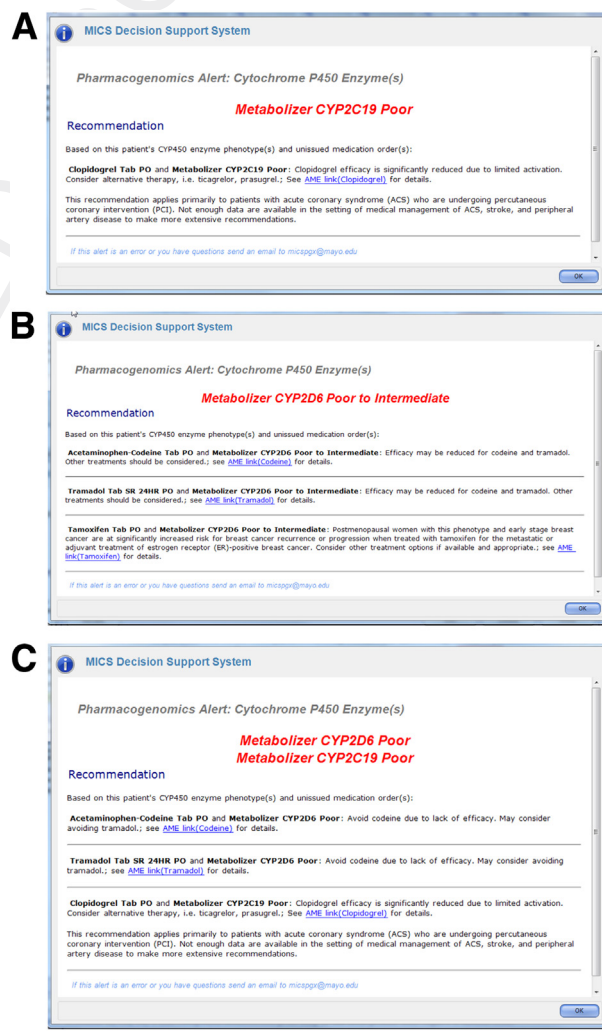 A
MICS Decision Support System
Pharmacogenomics Alert: Cytochrome P450 Enzyme(s)
Metabolizer CYP2C19 Poor
Recommendation
Based on this patient's CYP450 enzyme phenotype(s) and unissued medication order(s):
Clopidogrel Tab PO and Metabolizer CYP2C19 Poor: Clopidogrel efficacy is significantly reduced due to limited activation.
Consider alternative therapy, i.e. ticagrelor, prasugrel.; See AME link(Clopidogrel) for details.
This recommendation applies primarily to patients with acute coronary syndrome (ACS) who are undergoing percutaneous
coronary intervention (PCI). Not enough data are available in the setting of medical management of ACS, stroke, and peripheral
artery disease to make more extensive recommendations.
If this alert is an error or you have questions send an email to micspgx@mayo.edu
OK
B
MICS Decision Support System
Pharmacogenomics Alert: Cytochrome P450 Enzyme(s)
Metabolizer CYP2D6 Poor to Intermediate
Recommendation
Based on this patient's CYP450 enzyme phenotype(s) and unissued medication order(s):
Acetaminophen-Codeine Tab PO and Metabolizer CYP2D6 Poor to Intermediate: Efficacy may be reduced for codeine and tramadol.
Other treatments should be considered.; see AME link(Codeine) for details.
Tramadol Tab SR 24HR PO and Metabolizer CYP2D6 Poor to Intermediate: Efficacy may be reduced for codeine and tramadol. Other
treatments should be considered.; see AME link(Tramadol) for details.
Tamoxifen Tab PO and Metabolizer CYP2D6 Poor to Intermediate: Postmenopausal women with this phenotype and early stage breast
cancer are at significantly increased risk for breast cancer recurrence or progression when treated with tamoxifen for the metastatic or
adjuvant treatment of estrogen receptor (ER)-positive breast cancer. Consider other treatment options if available and appropriate.; see AME
link(Tamoxifen) for details.
If this alert is an error or you have questions send an email to micspgx@mayo.edu
OK
C
MICS Decision Support System
Pharmacogenomics Alert: Cytochrome P450 Enzyme(s)
Metabolizer CYP2D6 Poor
Metabolizer CYP2C19 Poor
Recommendation
Based on this patient's CYP450 enzyme phenotype(s) and unissued medication order(s):
Acetaminophen-Codeine Tab PO and Metabolizer CYP2D6 Poor: Avoid codeine due to lack of efficacy. May consider
avoiding tramadol.; see AME link(Codeine) for details.
Tramadol Tab SR 24HR PO and Metabolizer CYP2D6 Poor: Avoid codeine due to lack of efficacy. May consider avoiding
tramadol.; see AME link(Tramadol) for details.
Clopidogrel Tab PO and Metabolizer CYP2C19 Poor: Clopidogrel efficacy is significantly reduced due to limited activation.
Consider alternative therapy, i.e. ticagrelor, prasugrel.; See AME link(Clopidogrel) for details.
This recommendation applies primarily to patients with acute coronary syndrome (ACS) who are undergoing percutaneous
coronary intervention (PCI). Not enough data are available in the setting of medical management of ACS, stroke, and peripheral
artery disease to make more extensive recommendations.
If this alert is an error or you have questions send an email to micspgx@mayo.edu
OK